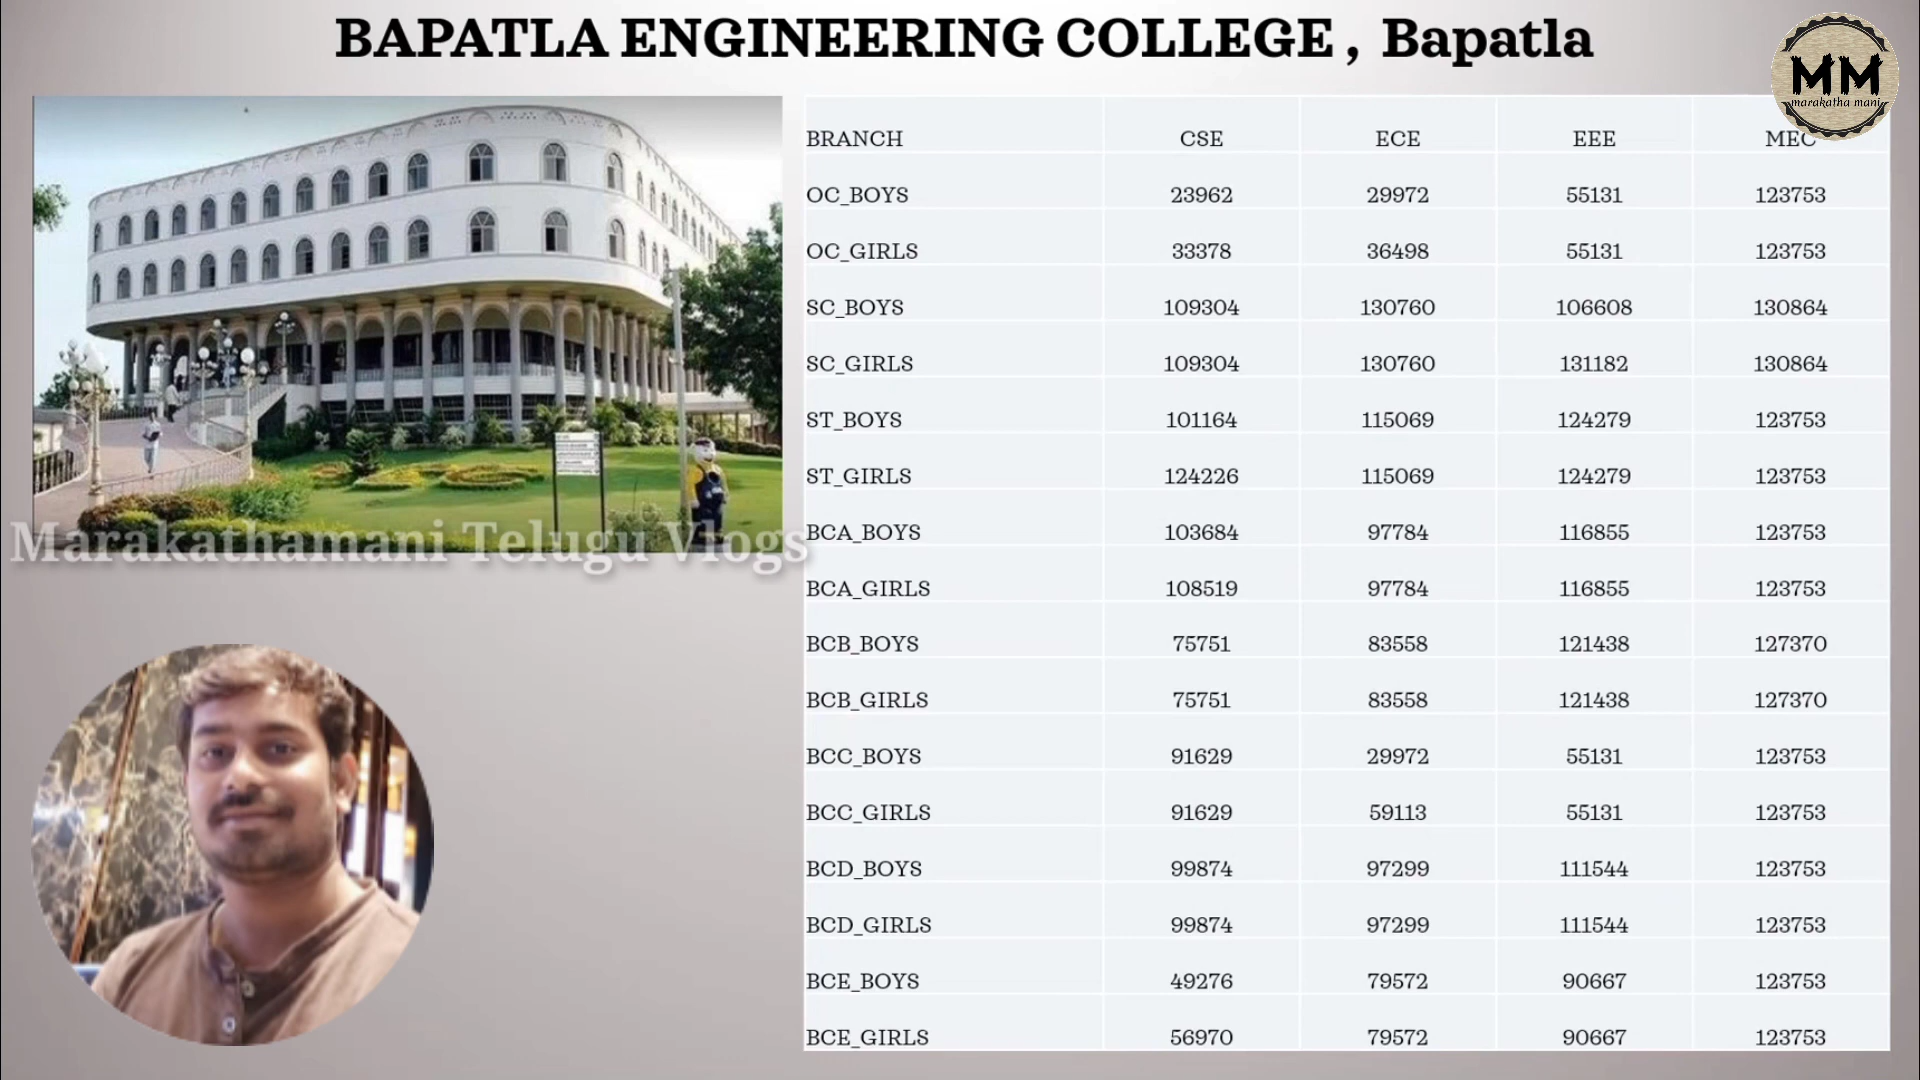 BAPATLA ENGINEERING COLLEGE , Bapatla
MM
marakatha mani
Marakathamani Telugu Vlogs
BRANCH CSE ECE EEE MEC
OC_BOYS 23962 29972 55131 123753
OC_GIRLS 33378 36498 55131 123753
SC_BOYS 109304 130760 106608 130864
SC_GIRLS 109304 130760 131182 130864
ST_BOYS 101164 115069 124279 123753
ST_GIRLS 124226 115069 124279 123753
BCA_BOYS 103684 97784 116855 123753
BCA_GIRLS 108519 97784 116855 123753
BCB_BOYS 75751 83558 121438 127370
BCB_GIRLS 75751 83558 121438 127370
BCC_BOYS 91629 29972 55131 123753
BCC_GIRLS 91629 59113 55131 123753
BCD_BOYS 99874 97299 111544 123753
BCD_GIRLS 99874 97299 111544 123753
BCE_BOYS 49276 79572 90667 123753
BCE_GIRLS 56970 79572 90667 123753